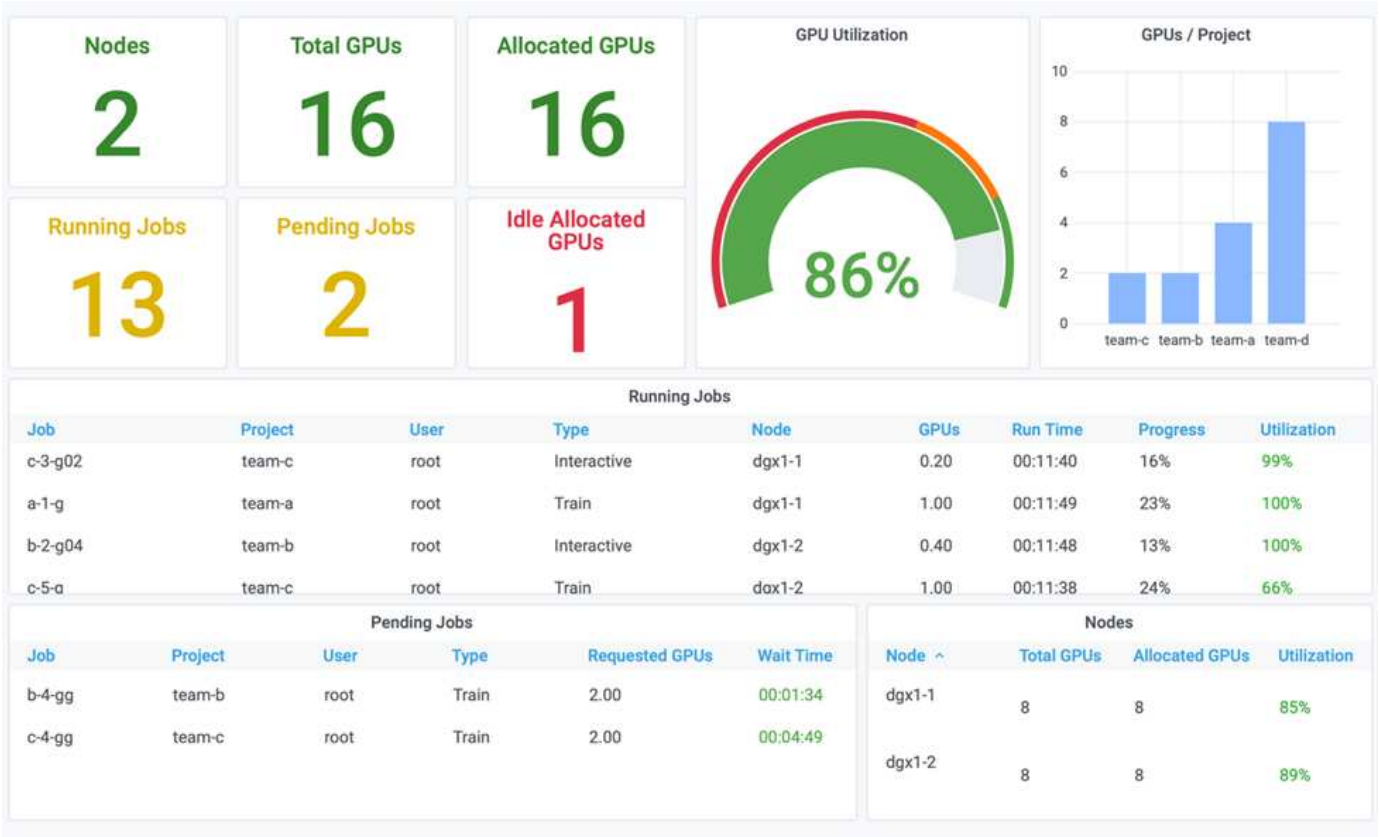 Nodes
2
Total GPUs
16
Allocated GPUs
16
Running Jobs
13
Pending Jobs
2
Idle Allocated
GPUs
1
GPU Utilization
86%
GPUs / Project
10
8
6
4
2
0
team-c team-b team-a team-d
Running Jobs
Job Project User Type Node GPUs Run Time Progress Utilization
c-3-g02 team-c root Interactive dgx1-1 0.20 00:11:40 16% 99%
a-1-g team-a root Train dgx1-1 1.00 00:11:49 23% 100%
b-2-g04 team-b root Interactive dgx1-2 0.40 00:11:48 13% 100%
c-5-g team-c root Train dgx1-2 1.00 00:11:38 24% 66%
Pending Jobs
Job Project User Type Requested GPUs Wait Time
b-4-gg team-b root Train 2.00 00:01:34
c-4-gg team-c root Train 2.00 00:04:49
Nodes
Node Total GPUs Allocated GPUs Utilization
dgx1-1 8 8 85%
dgx1-2 8 8 89%